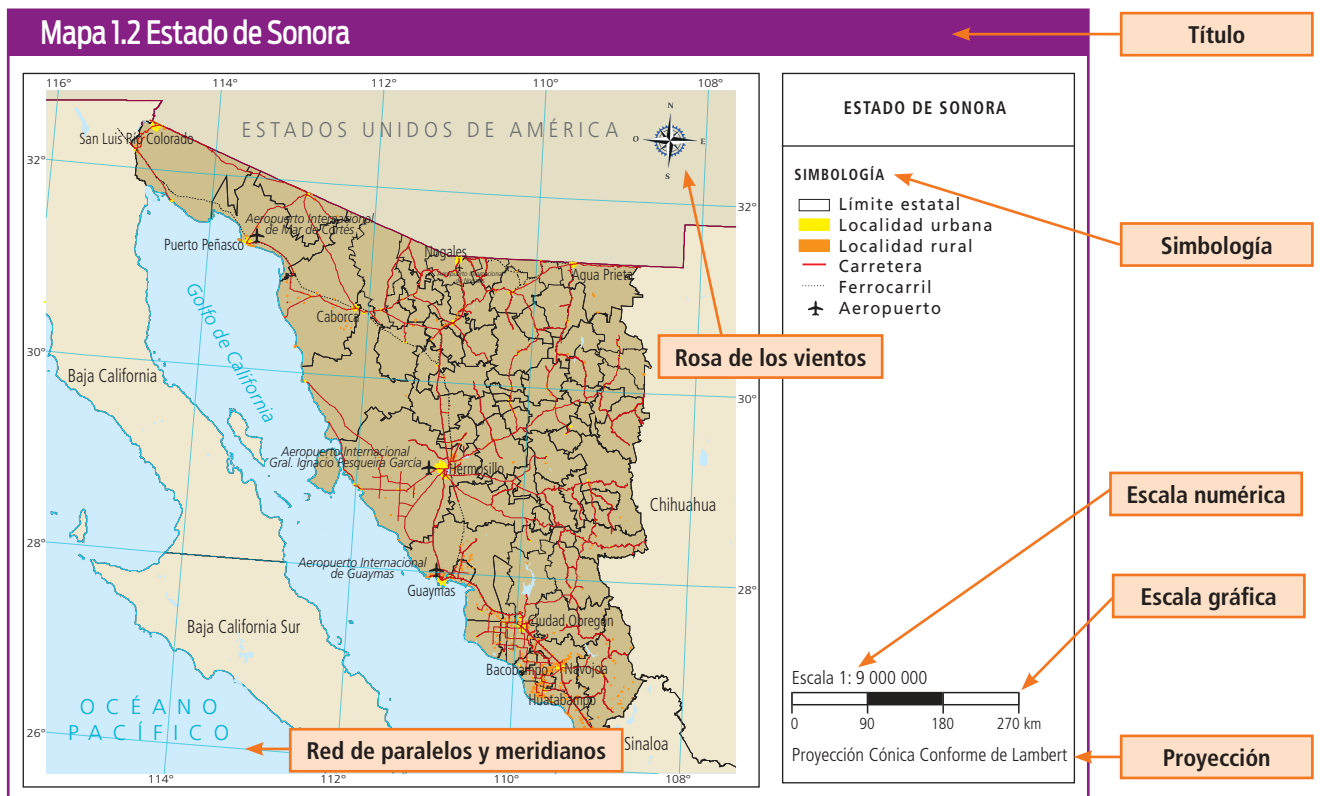 Mapa 1.2 Estado de Sonora
Título
116°
114°
112°
110°
108°
ESTADOS UNIDOS DE AMÉRICA
N
O
E
S
San Luis Río Colorado
32°
32°
Aeropuerto Internacional
de Mar de Cortés
Puerto Peñasco
Nogales
Agua Prieta
Golfo de California
Caborca
30°
30°
Baja California
Rosa de los vientos
Aeropuerto Internacional
Gral. Ignacio Pesqueira García
Hermosillo
Chihuahua
28°
28°
Aeropuerto Internacional
de Guaymas
Guaymas
Ciudad Obregón
Baja California Sur
Bacobampo
Navojoa
Huatabampo
OCÉANO
PACÍFICO
26°
Red de paralelos y meridianos
Sinaloa
114°
112°
110°
108°
ESTADO DE SONORA
SIMBOLOGÍA
Límite estatal
Localidad urbana
Localidad rural
Carretera
Ferrocarril
Aeropuerto
Simbología
Escala numérica
Escala gráfica
Escala 1: 9 000 000
0 90 180 270 km
Proyección Cónica Conforme de Lambert
Proyección